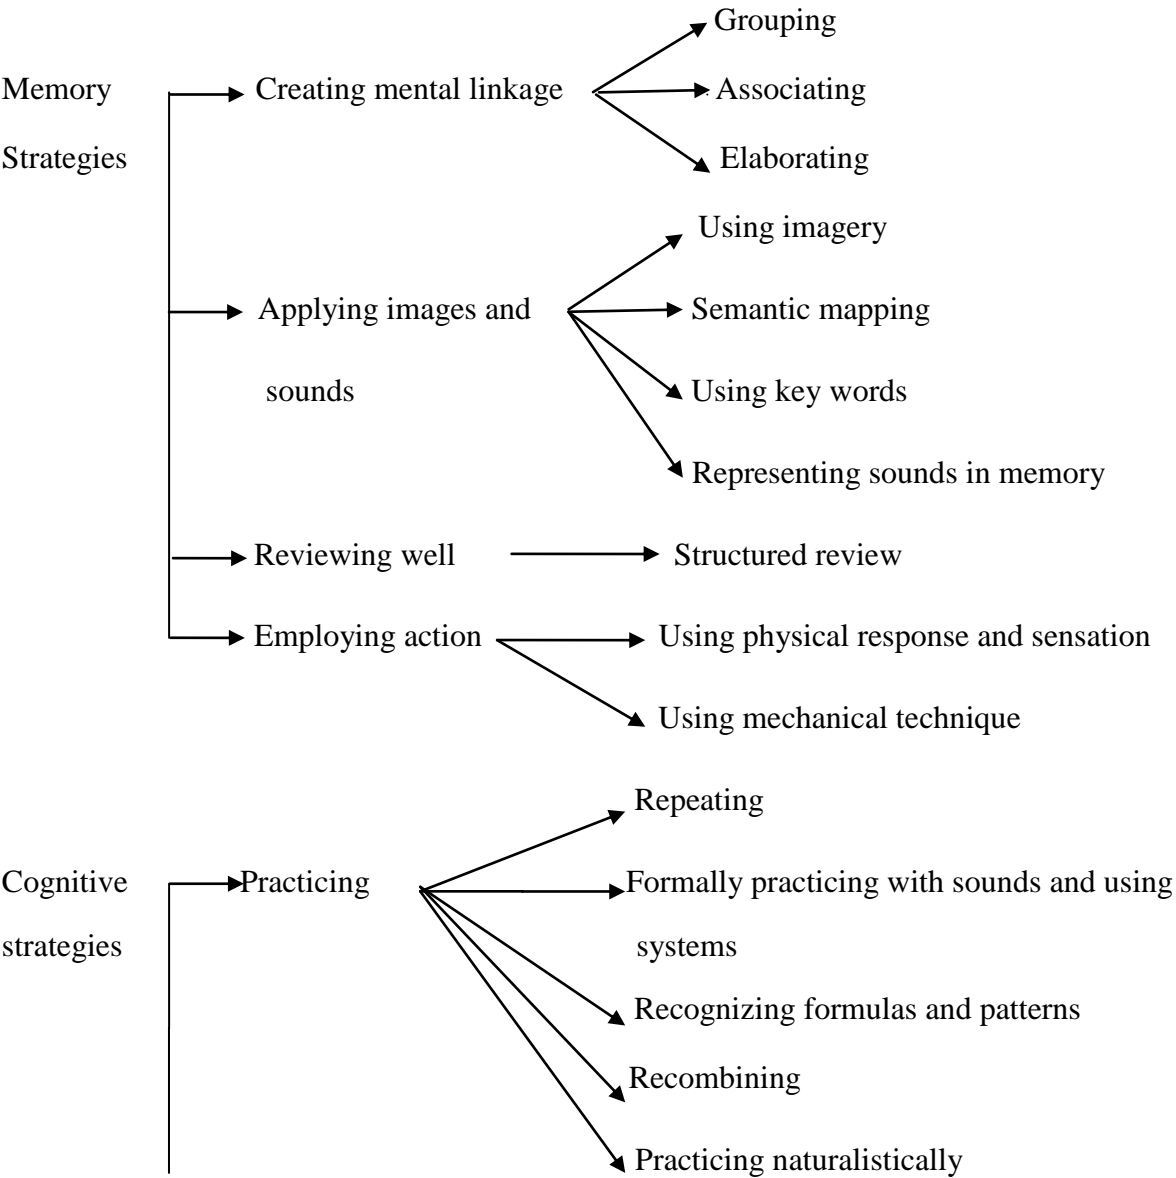 Grouping
Memory Creating mental linkage Associating
Strategies Elaborating
Using imagery
Applying images and Semantic mapping
sounds Using key words
Representing sounds in memory
Reviewing well Structured review
Employing action Using physical response and sensation
Using mechanical technique
Repeating
Cognitive Practicing Formally practicing with sounds and using
strategies systems
Recognizing formulas and patterns
Recombining
Practicing naturalistically